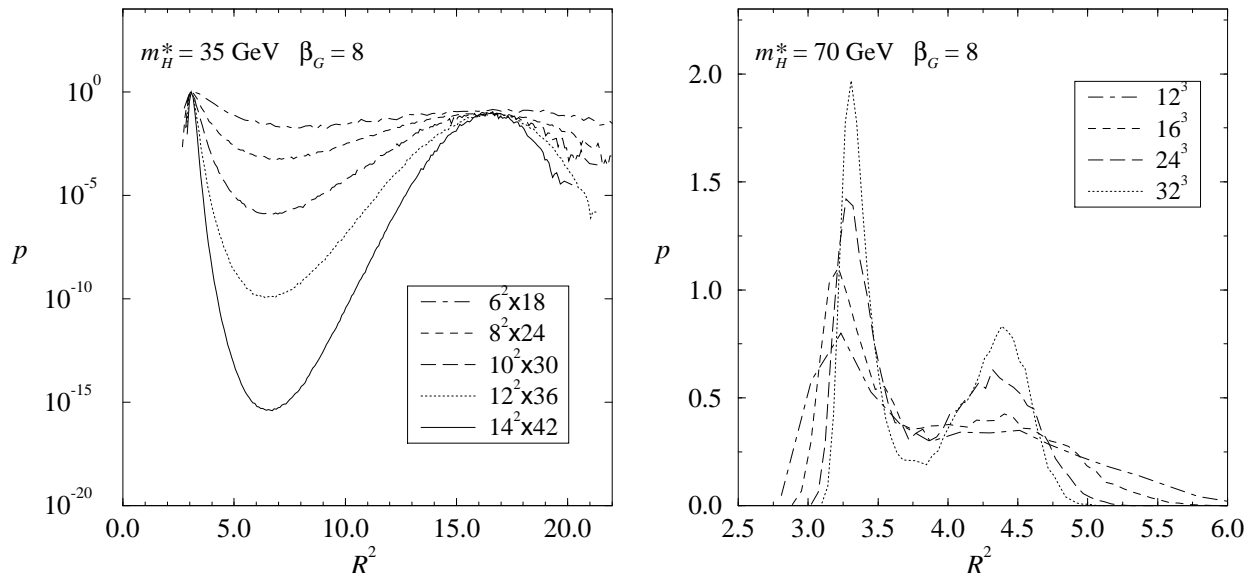 m*_H = 35 GeV β_G = 8
10^0
10^-5
p
10^-10
10^-15
10^-20
6^2x18
8^2x24
10^2x30
12^2x36
14^2x42
0.0 5.0 10.0 15.0 20.0
R^2
m*_H = 70 GeV β_G = 8
2.0
1.5
p
1.0
0.5
0.0
12^3
16^3
24^3
32^3
2.5 3.0 3.5 4.0 4.5 5.0 5.5 6.0
R^2